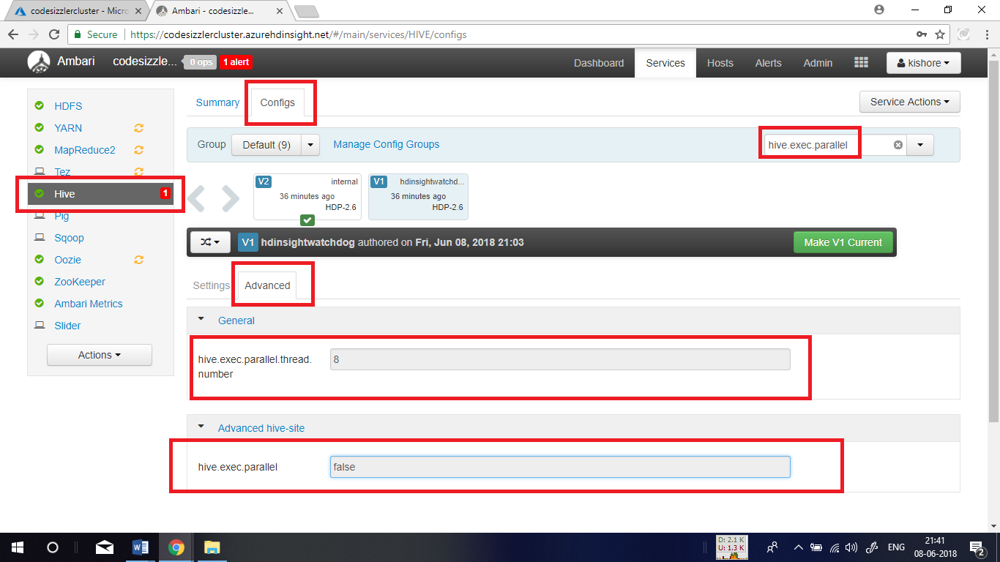 codesizzlercluster - Micro
Ambari - codesizzle...
Secure
https://codesizzlercluster.azurehdinsight.net/#/main/services/HIVE/configs
Ambari
codesizzle...
0 ops
1 alert
Dashboard
Services
Hosts
Alerts
Admin
kishore
HDFS
YARN
MapReduce2
Tez
Hive
1
Pig
Sqoop
Oozie
ZooKeeper
Ambari Metrics
Slider
Actions
Summary
Configs
Service Actions
Group
Default (9)
Manage Config Groups
hive.exec.parallel
V2
internal
36 minutes ago
HDP-2.6
V1
hdinsightwatchd...
36 minutes ago
HDP-2.6
V1
hdinsightwatchdog authored on Fri, Jun 08, 2018 21:03
Make V1 Current
Settings
Advanced
General
hive.exec.parallel.thread.
number
8
Advanced hive-site
hive.exec.parallel
false
D: 2.1 K
U: 1.3 K
ENG
21:41
08-06-2018
2